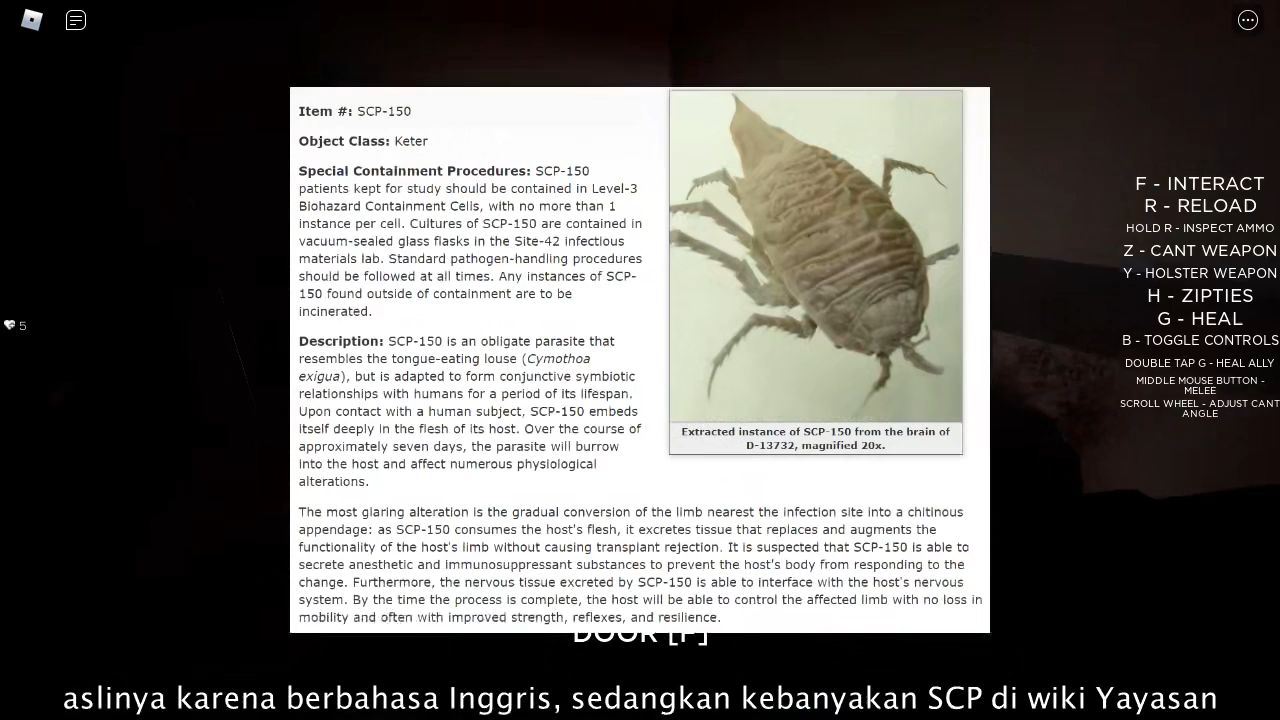 Item #: SCP-150
Object Class: Keter
Special Containment Procedures: SCP-150
patients kept for study should be contained in Level-3
Biohazard Containment Cells, with no more than 1
instance per cell. Cultures of SCP-150 are contained in
vacuum-sealed glass flasks in the Site-42 infectious
materials lab. Standard pathogen-handling procedures
should be followed at all times. Any instances of SCP-
150 found outside of containment are to be
incinerated.
Description: SCP-150 is an obligate parasite that
resembles the tongue-eating louse (Cymothoa
exigua), but is adapted to form conjunctive symbiotic
relationships with humans for a period of its lifespan.
Upon contact with a human subject, SCP-150 embeds
itself deeply in the flesh of its host. Over the course of
approximately seven days, the parasite will burrow
into the host and affect numerous physiological
alterations.
Extracted instance of SCP-150 from the brain of
D-13732, magnified 20x.
The most glaring alteration is the gradual conversion of the limb nearest the infection site into a chitinous
appendage: as SCP-150 consumes the host's flesh, it excretes tissue that replaces and augments the
functionality of the host's limb without causing transplant rejection. It is suspected that SCP-150 is able to
secrete anesthetic and immunosuppressant substances to prevent the host's body from responding to the
change. Furthermore, the nervous tissue excreted by SCP-150 is able to interface with the host's nervous
system. By the time the process is complete, the host will be able to control the affected limb with no loss in
mobility and often with improved strength, reflexes, and resilience.
5
F - INTERACT
R - RELOAD
HOLD R - INSPECT AMMO
Z - CANT WEAPON
Y - HOLSTER WEAPON
H - ZIPTIES
G - HEAL
B - TOGGLE CONTROLS
DOUBLE TAP G - HEAL ALLY
MIDDLE MOUSE BUTTON -
MELEE
SCROLL WHEEL - ADJUST CANT
ANGLE
DOOR [F]
aslinya karena berbahasa Inggris, sedangkan kebanyakan SCP di wiki Yayasan